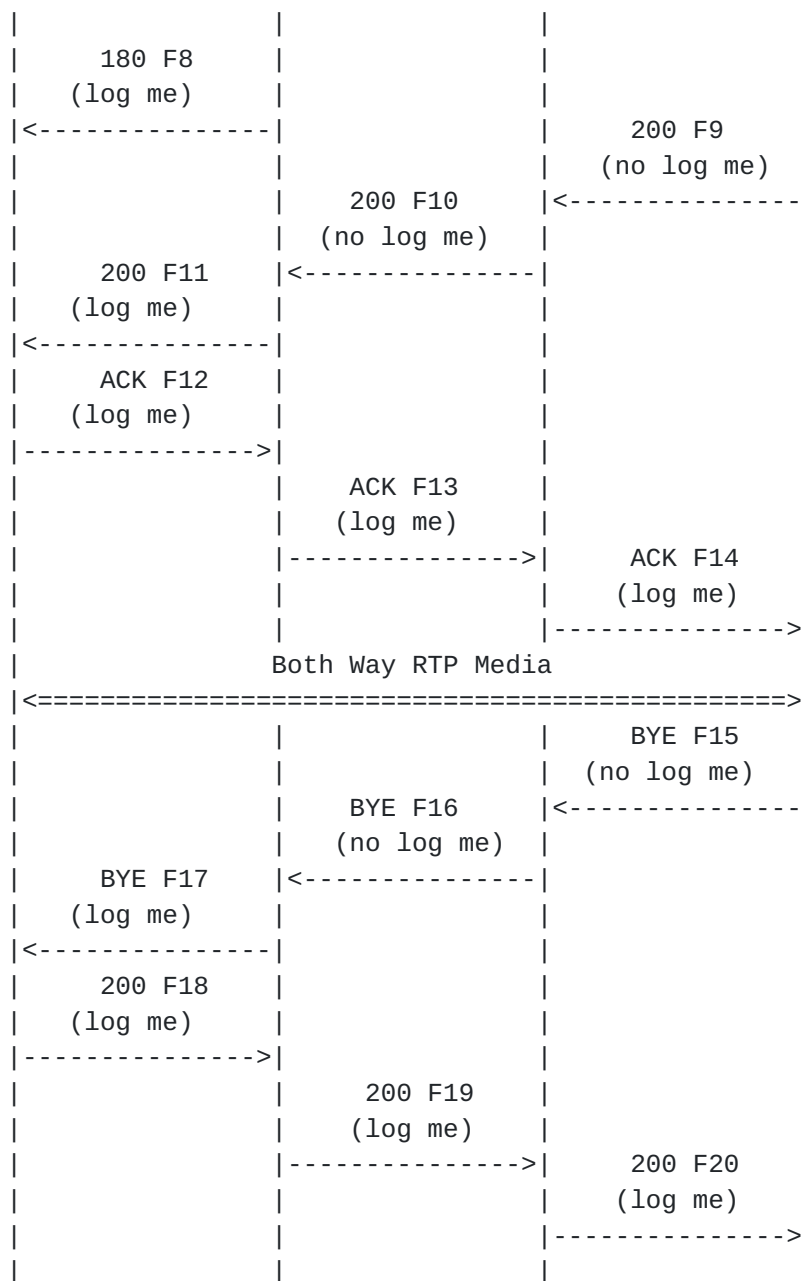 180 F8
(log me)
200 F9
(no log me)
200 F10
(no log me)
200 F11
(log me)
ACK F12
(log me)
ACK F13
(log me)
ACK F14
(log me)
Both Way RTP Media
BYE F15
(no log me)
BYE F16
(no log me)
BYE F17
(log me)
200 F18
(log me)
200 F19
(log me)
200 F20
(log me)